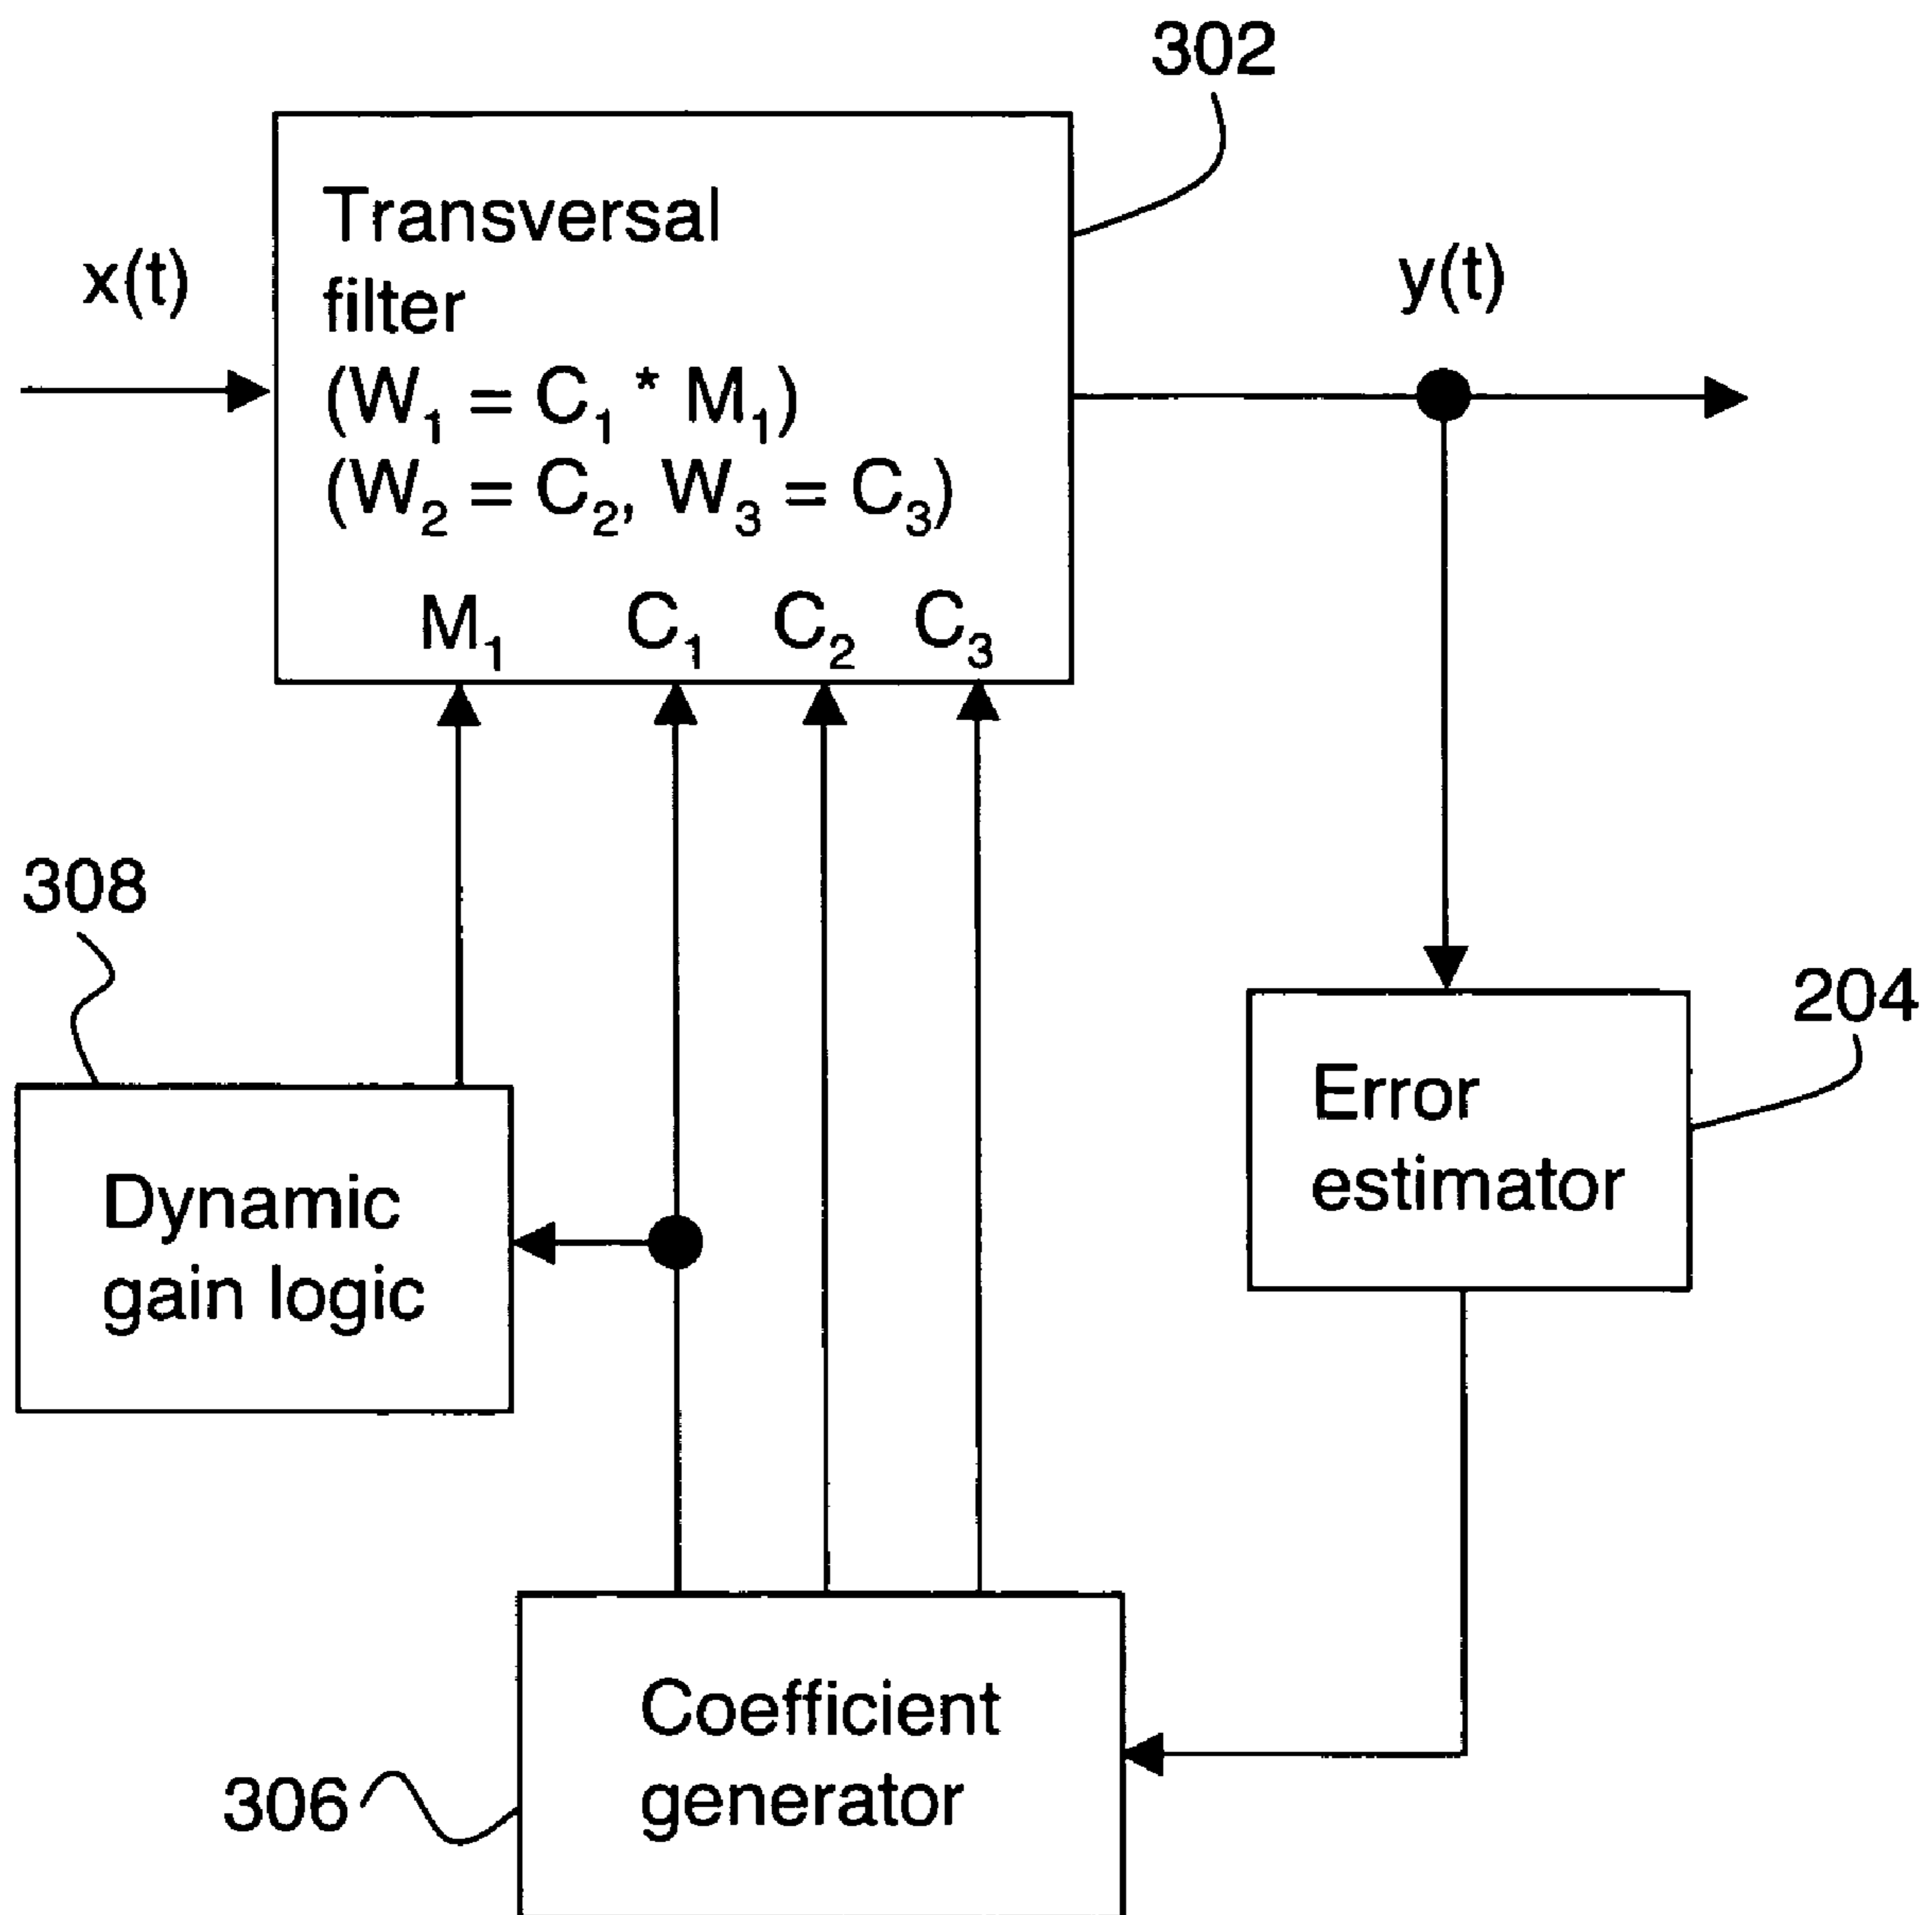 302
Transversal
filter
(W₁ = C₁ * M₁)
(W₂ = C₂, W₃ = C₃)
x(t)
y(t)
M₁ C₁ C₂ C₃
308
204
Error
estimator
Dynamic
gain logic
Coefficient
generator
306